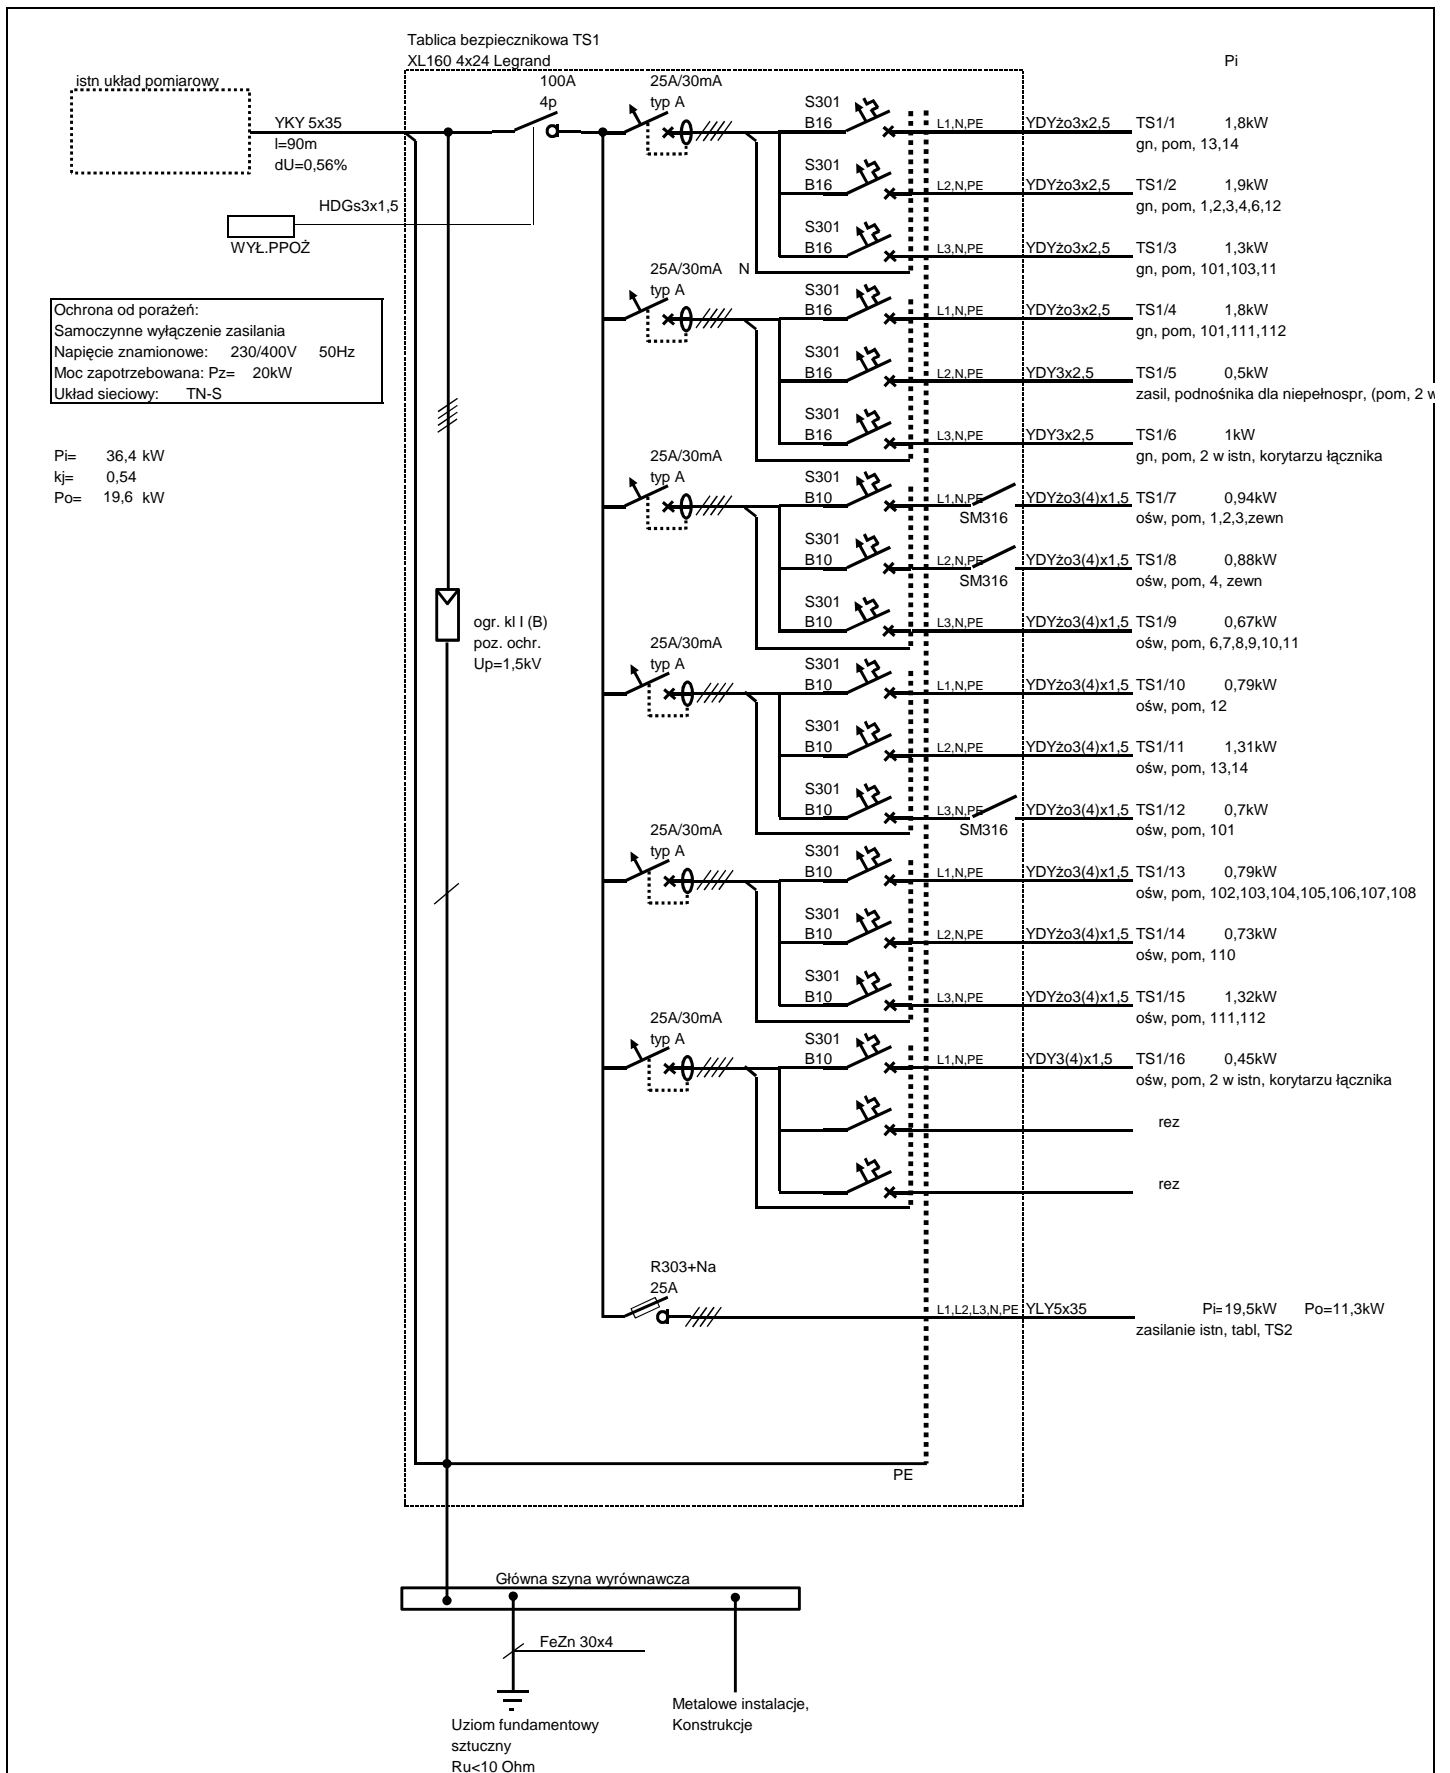 Tablica bezpiecznikowa TS1
XL160 4x24 Legrand
Pi
istn układ pomiarowy
100A
4p
YKY 5x35
l=90m
dU=0,56%
HDGs3x1,5
WYŁ.PPOŻ
Ochrona od porażeń:
Samoczynne wyłączenie zasilania
Napięcie znamionowe: 230/400V 50Hz
Moc zapotrzebowana: Pz= 20kW
Układ sieciowy: TN-S
Pi= 36,4 kW
kj= 0,54
Po= 19,6 kW
ogr. kl I (B)
poz. ochr.
Up=1,5kV
25A/30mA
typ A
S301
B16 L1,N,PE YDYżo3x2,5 TS1/1 1,8kW
gn, pom, 13,14
S301
B16 L2,N,PE YDYżo3x2,5 TS1/2 1,9kW
gn, pom, 1,2,3,4,6,12
S301
B16 L3,N,PE YDYżo3x2,5 TS1/3 1,3kW
gn, pom, 101,103,11
25A/30mA N
typ A
S301
B16 L1,N,PE YDYżo3x2,5 TS1/4 1,8kW
gn, pom, 101,111,112
S301
B16 L2,N,PE YDY3x2,5 TS1/5 0,5kW
zasil, podnośnika dla niepełnospr, (pom, 2 w
S301
B16 L3,N,PE YDY3x2,5 TS1/6 1kW
gn, pom, 2 w istn, korytarzu łącznika
25A/30mA
typ A
S301
B10 L1,N,PE YDYżo3(4)x1,5 TS1/7 0,94kW
SM316 ośw, pom, 1,2,3,zewn
S301
B10 L2,N,PE YDYżo3(4)x1,5 TS1/8 0,88kW
SM316 ośw, pom, 4, zewn
S301
B10 L3,N,PE YDYżo3(4)x1,5 TS1/9 0,67kW
ośw, pom, 6,7,8,9,10,11
25A/30mA
typ A
S301
B10 L1,N,PE YDYżo3(4)x1,5 TS1/10 0,79kW
ośw, pom, 12
S301
B10 L2,N,PE YDYżo3(4)x1,5 TS1/11 1,31kW
ośw, pom, 13,14
S301
B10 L3,N,PE YDYżo3(4)x1,5 TS1/12 0,7kW
SM316 ośw, pom, 101
25A/30mA
typ A
S301
B10 L1,N,PE YDYżo3(4)x1,5 TS1/13 0,79kW
ośw, pom, 102,103,104,105,106,107,108
S301
B10 L2,N,PE YDYżo3(4)x1,5 TS1/14 0,73kW
ośw, pom, 110
S301
B10 L3,N,PE YDYżo3(4)x1,5 TS1/15 1,32kW
ośw, pom, 111,112
25A/30mA
typ A
S301
B10 L1,N,PE YDY3(4)x1,5 TS1/16 0,45kW
ośw, pom, 2 w istn, korytarzu łącznika
rez
rez
R303+Na
25A
L1,L2,L3,N,PE YLY5x35 Pi=19,5kW Po=11,3kW
zasilanie istn, tabl, TS2
PE
Główna szyna wyrównawcza
FeZn 30x4
Metalowe instalacje,
Konstrukcje
Uziom fundamentowy
sztuczny
Ru<10 Ohm